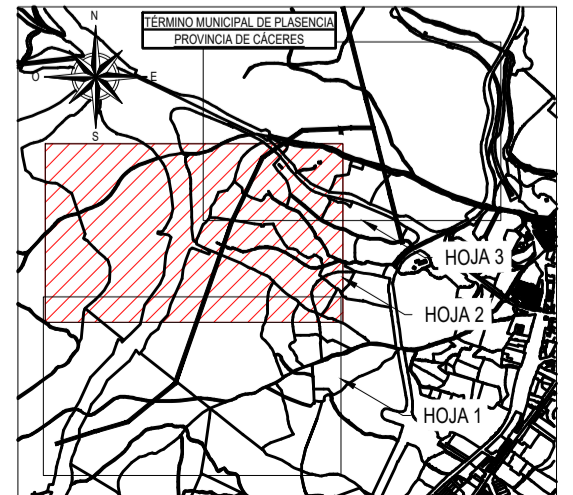 N
TÉRMINO MUNICIPAL DE PLASENCIA
PROVINCIA DE CÁCERES
O
E
S
HOJA 3
HOJA 2
HOJA 1